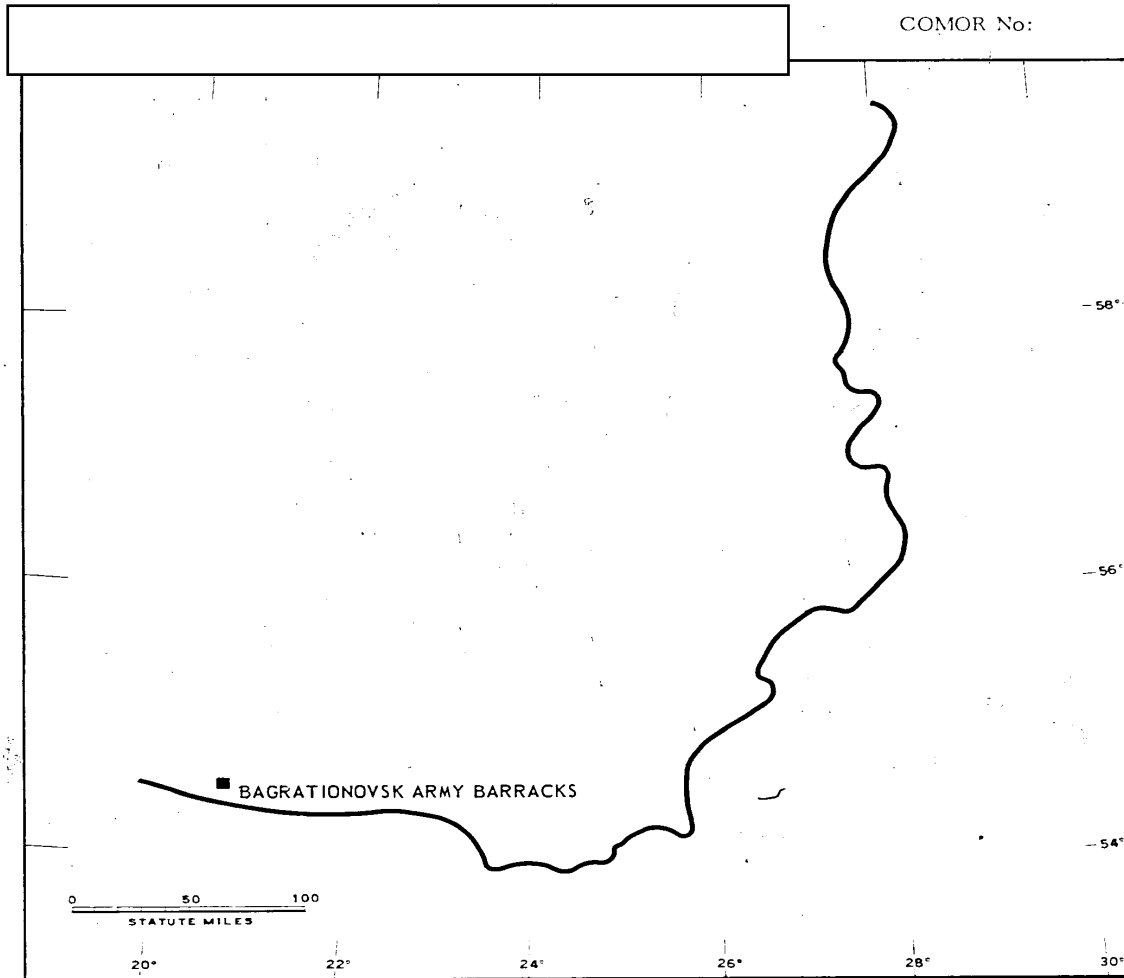 COMOR No:
58°
56°
BAGRATIONOVSK ARMY BARRACKS
54°
0 50 100
STATUTE MILES
20° 22° 24° 26° 28° 30°